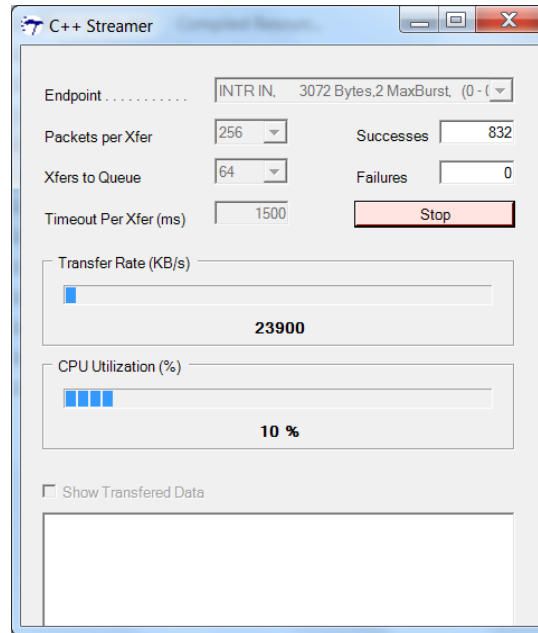 C++ Streamer
Endpoint . . . . . . . . . . . INTR IN, 3072 Bytes,2 MaxBurst, (0 - (
Packets per Xfer 256 Successes 832
Xfers to Queue 64 Failures 0
Timeout Per Xfer (ms) 1500 Stop
Transfer Rate (KB/s)
23900
CPU Utilization (%)
10 %
Show Transfered Data